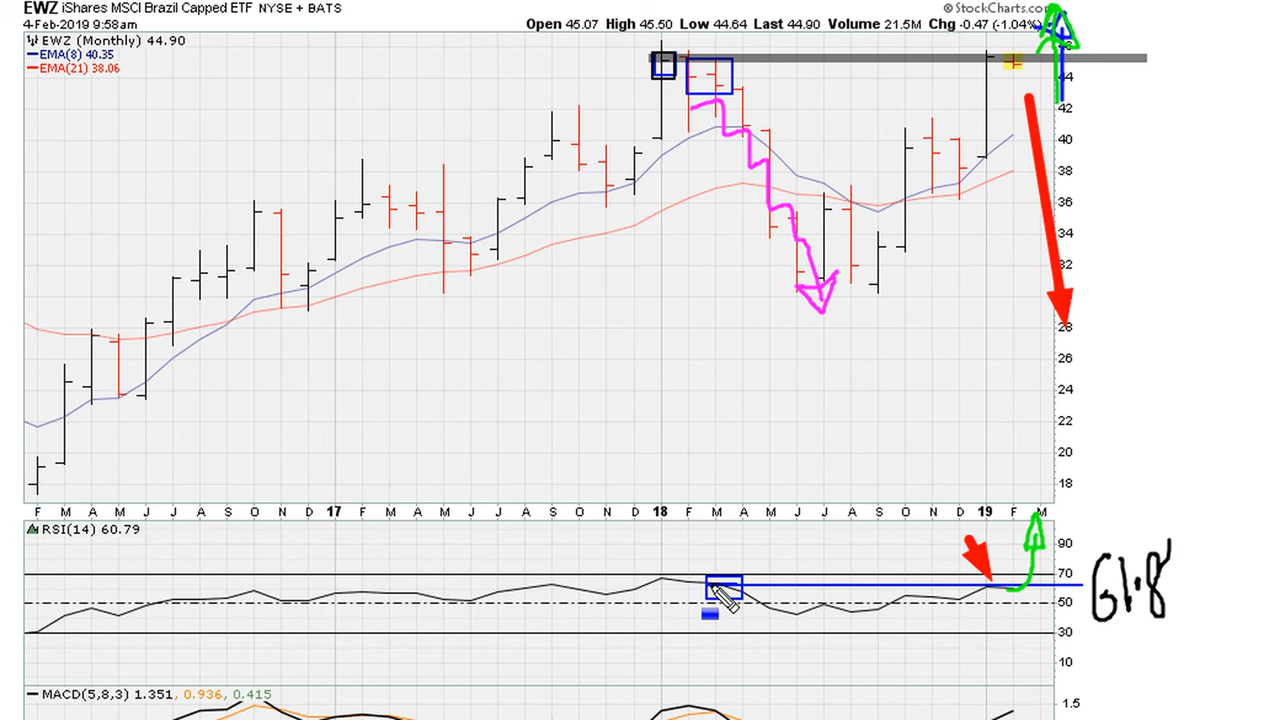 EWZ iShares MSCI Brazil Capped ETF NYSE + BATS
© StockCharts.com
4-Feb-2019 9:58am
Open 45.07 High 45.50 Low 44.64 Last 44.90 Volume 21.5M Chg -0.47 (-1.04%)
EWZ (Monthly) 44.90
EMA(8) 40.35
EMA(21) 38.06
44
42
40
38
36
34
32
28
26
24
22
20
18
F M A M J J A S O N D 17 F M A M J J A S O N D 18 F M A M J J A S O N D 19 F M
RSI(14) 60.79
90
70
50
30
10
61.8
MACD(5,8,3) 1.351, 0.936, 0.415
1.5